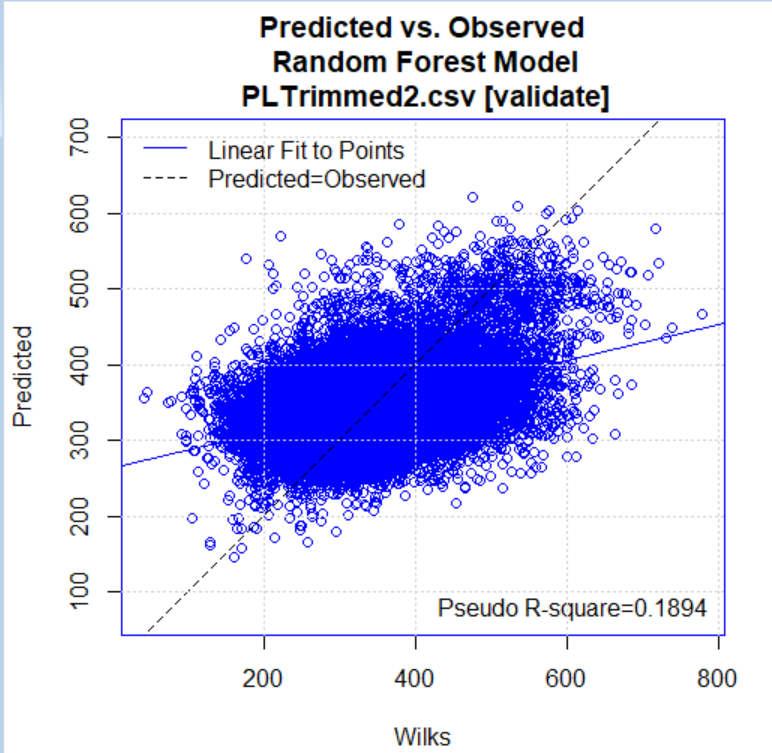 Predicted vs. Observed
Random Forest Model
PLTrimmed2.csv [validate]
Linear Fit to Points
Predicted=Observed
700
600
500
400
300
200
100
Predicted
Pseudo R-square=0.1894
200 400 600 800
Wilks